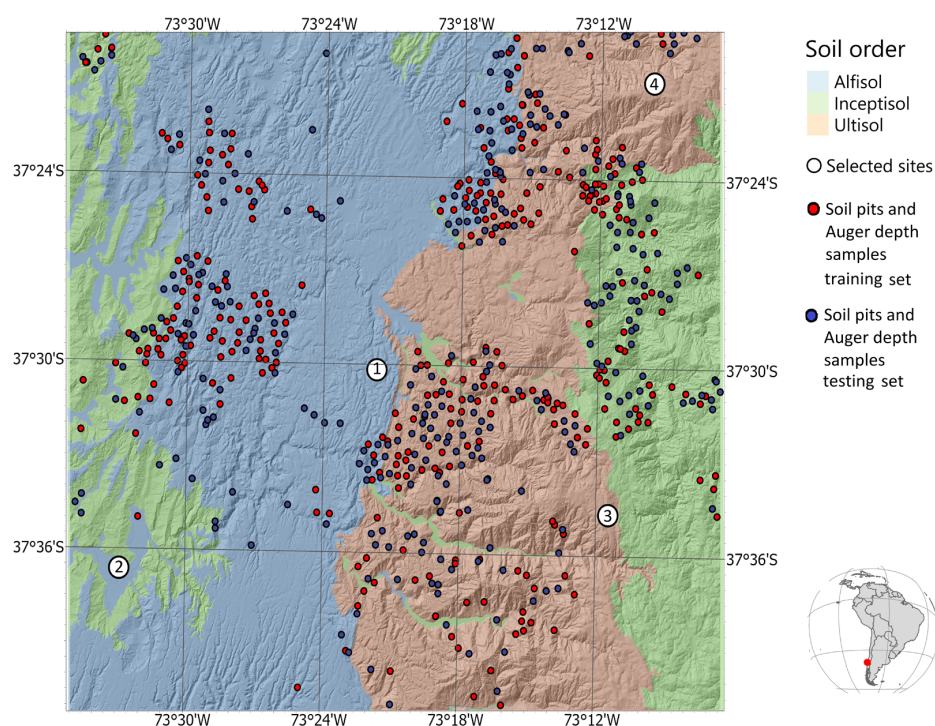 73°30'W 73°24'W 73°18'W 73°12'W
Soil order
Alfisol
Inceptisol
Ultisol
4
Selected sites
37°24'S
37°24'S
Soil pits and
Auger depth
samples
training set
Soil pits and
Auger depth
samples
testing set
37°30'S
1
37°30'S
3
37°36'S
37°36'S
2
73°30'W 73°24'W 73°18'W 73°12'W